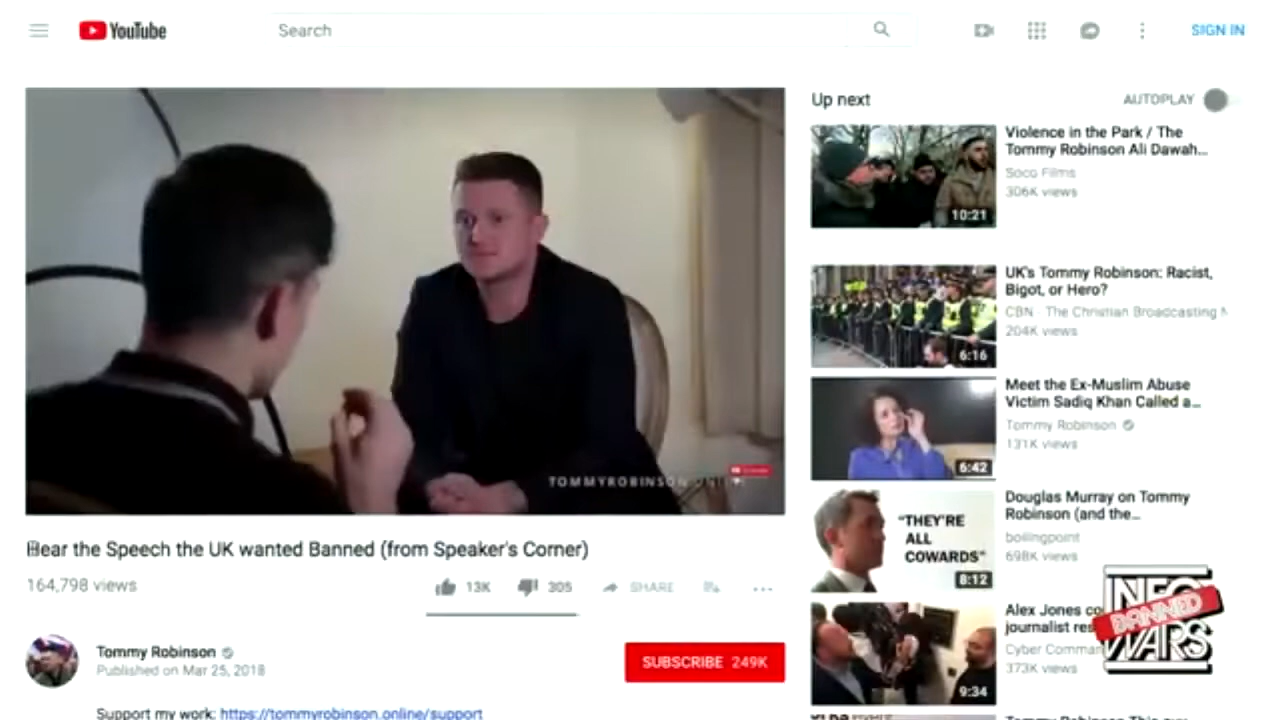 YouTube
Search
SIGN IN
TOMMYROBINSON.ONLINE
Hear the Speech the UK wanted Banned (from Speaker's Corner)
164,798 views
13K
305
SHARE
Tommy Robinson
Published on Mar 25, 2018
SUBSCRIBE 249K
Support my work: https://tommyrobinson.online/support
Up next
AUTOPLAY
10:21
Violence in the Park / The
Tommy Robinson Ali Dawah...
Soco Films
306K views
6:16
UK's Tommy Robinson: Racist,
Bigot, or Hero?
CBN - The Christian Broadcasting N
204K views
6:42
Meet the Ex-Muslim Abuse
Victim Sadiq Khan Called a...
Tommy Robinson
131K views
"THEY'RE
ALL
COWARDS"
8:12
Douglas Murray on Tommy
Robinson (and the...
boilingpoint
698K views
9:34
Alex Jones co
journalist res
Cyber Comman
373K views
INFO
BANNED
WARS